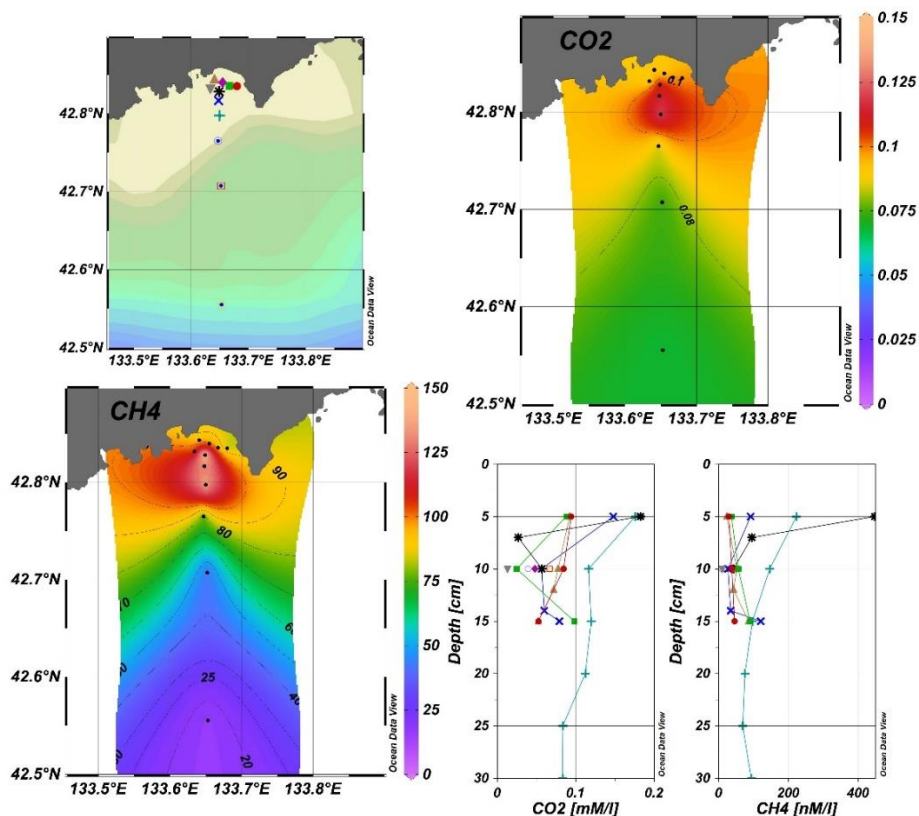 42.8°N
42.7°N
42.6°N
42.5°N
133.5°E 133.6°E 133.7°E 133.8°E
Ocean Data View
CO2
0.1
0.08
42.8°N
42.7°N
42.6°N
42.5°N
133.5°E 133.6°E 133.7°E 133.8°E
Ocean Data View
0.15
0.125
0.1
0.075
0.05
0.025
0
CH4
90
80
70
25
20
42.8°N
42.7°N
42.6°N
42.5°N
133.5°E 133.6°E 133.7°E 133.8°E
Ocean Data View
150
125
100
75
50
25
0
Depth [cm]
0
5
10
15
20
25
30
0 0.1 0.2
CO2 [mM/l]
Ocean Data View
Depth [cm]
0
5
10
15
20
25
30
0 200 400
CH4 [nM/l]
Ocean Data View